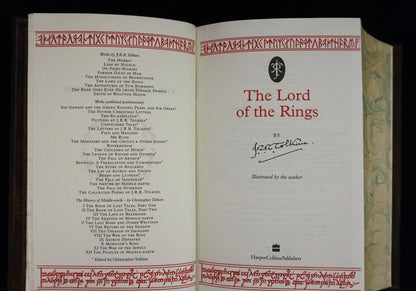 Works by J.R.R. Tolkien
The Hobbit
Leaf by Niggle
On Fairy-Stories
Farmer Giles of Ham
The Homecoming of Beorhtnoth
The Lord of the Rings
The Adventures of Tom Bombadil
The Road Goes Ever On (with Donald Swann)
Smith of Wootton Major
Works published posthumously
Sir Gawain and the Green Knight, Pearl and Sir Orfeo*
The Father Christmas Letters
The Silmarillion*
Pictures by J.R.R. Tolkien*
Unfinished Tales*
The Letters of J.R.R. Tolkien*
Finn and Hengest
Mr Bliss
The Monsters and the Critics & Other Essays*
Roverandom
The Children of Húrin*
The Legend of Sigurd and Gudrún*
The Fall of Arthur*
Beowulf: A Translation and Commentary*
The Story of Kullervo
The Lay of Aotrou and Itroun
Beren and Lúthien*
The Fall of Gondolin*
The Nature of Middle-earth
The Fall of Númenor
The Collected Poems of J.R.R. Tolkien
The History of Middle-earth – by Christopher Tolkien
I The Book of Lost Tales, Part One
II The Book of Lost Tales, Part Two
III The Lays of Beleriand
IV The Shaping of Middle-earth
V The Lost Road and Other Writings
VI The Return of the Shadow
VII The Treason of Isengard
VIII The War of the Ring
IX Sauron Defeated
X Morgoth's Ring
XI The War of the Jewels
XII The Peoples of Middle-earth
* Edited by Christopher Tolkien
The Lord
of the Rings
BY
J.R.R. Tolkien
Illustrated by the author
HarperCollinsPublishers